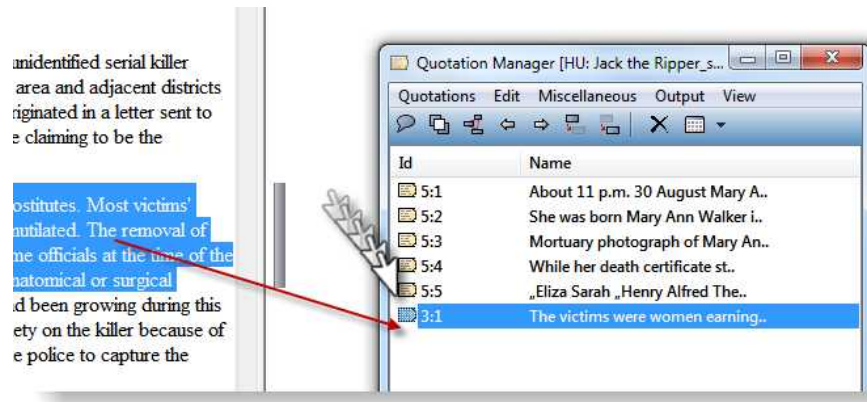 unidentified serial killer
area and adjacent districts
riginated in a letter sent to
e claiming to be the
ostitutes. Most victims'
mutilated. The removal of
me officials at the time of the
natomical or surgical
d been growing during this
ety on the killer because of
e police to capture the
Quotation Manager [HU: Jack the Ripper_s...
Quotations Edit Miscellaneous Output View
Id Name
5:1 About 11 p.m. 30 August Mary A..
5:2 She was born Mary Ann Walker i..
5:3 Mortuary photograph of Mary An..
5:4 While her death certificate st..
5:5 „Eliza Sarah „Henry Alfred The..
3:1 The victims were women earning..